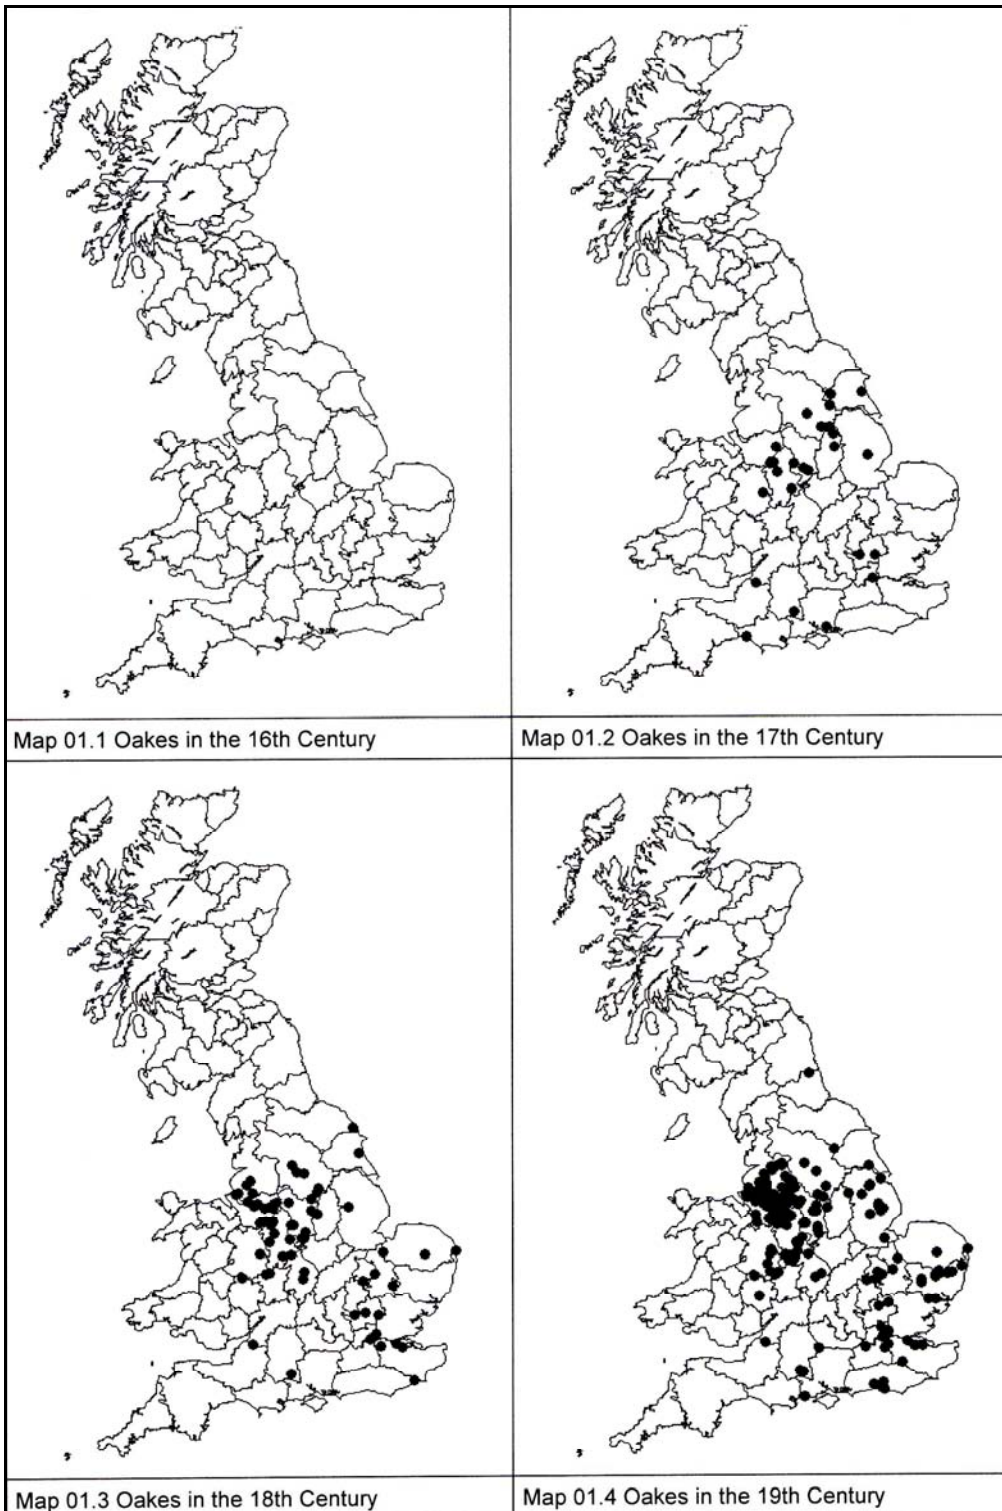 Map 01.1 Oakes in the 16th Century
Map 01.2 Oakes in the 17th Century
Map 01.3 Oakes in the 18th Century
Map 01.4 Oakes in the 19th Century